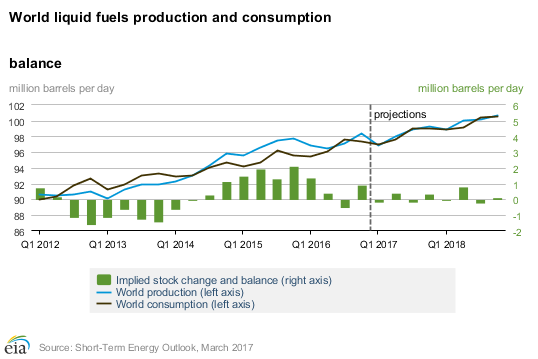 World liquid fuels production and consumption
balance
million barrels per day million barrels per day
projections
102 6
100 5
98 4
96 3
94 2
92 1
90 0
88 -1
86 -2
Q1 2012 Q1 2013 Q1 2014 Q1 2015 Q1 2016 Q1 2017 Q1 2018
Implied stock change and balance (right axis)
World production (left axis)
World consumption (left axis)
eia Source: Short-Term Energy Outlook, March 2017